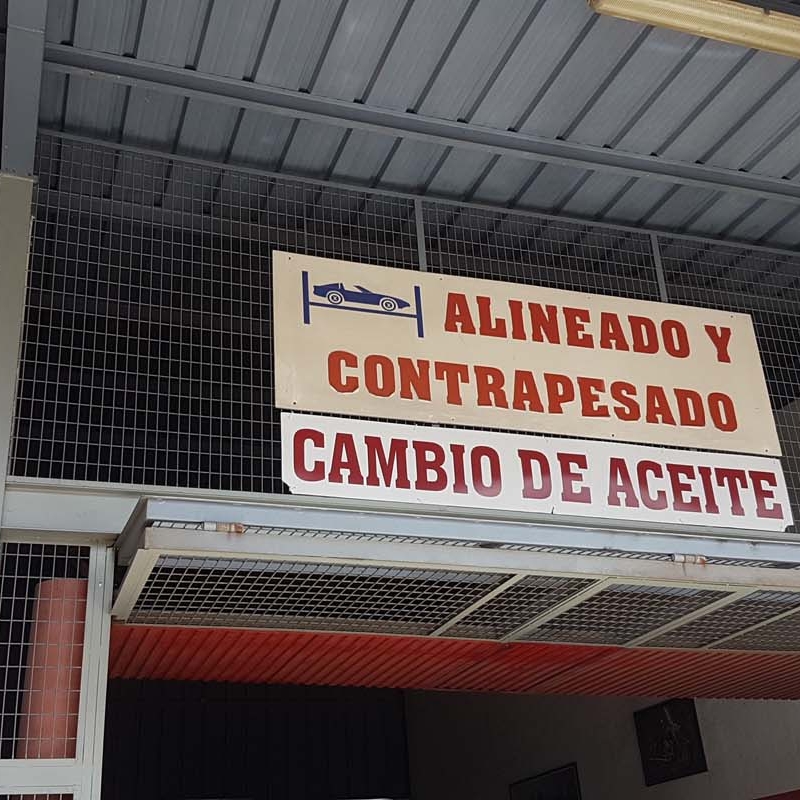 ALINEADO Y
CONTRAPESADO
CAMBIO DE ACEITE